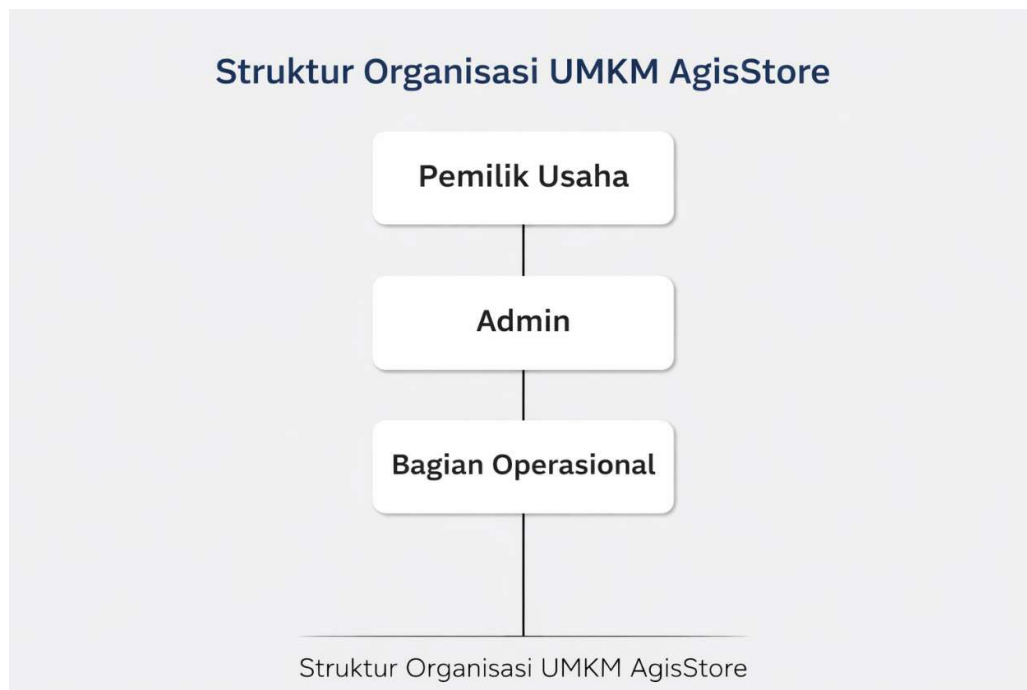 Struktur Organisasi UMKM AgisStore
Pemilik Usaha
Admin
Bagian Operasional
Struktur Organisasi UMKM AgisStore